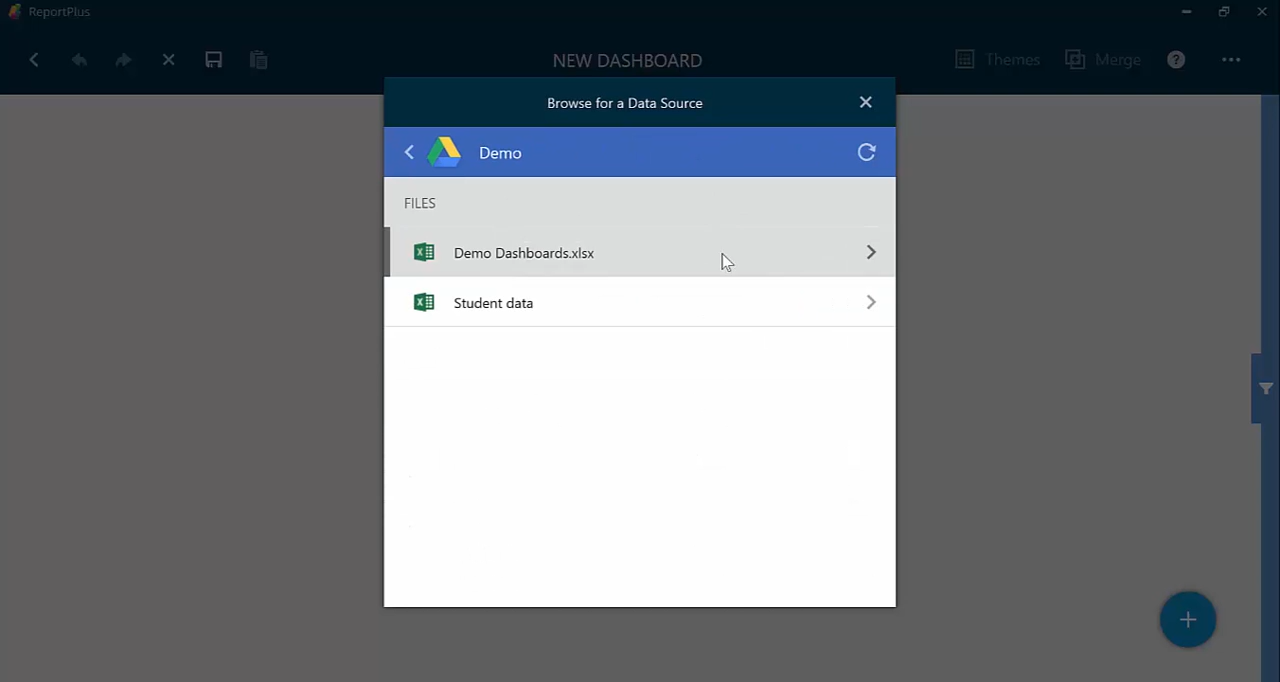 ReportPlus
NEW DASHBOARD
Themes
Merge
Browse for a Data Source
Demo
FILES
Demo Dashboards.xlsx
Student data